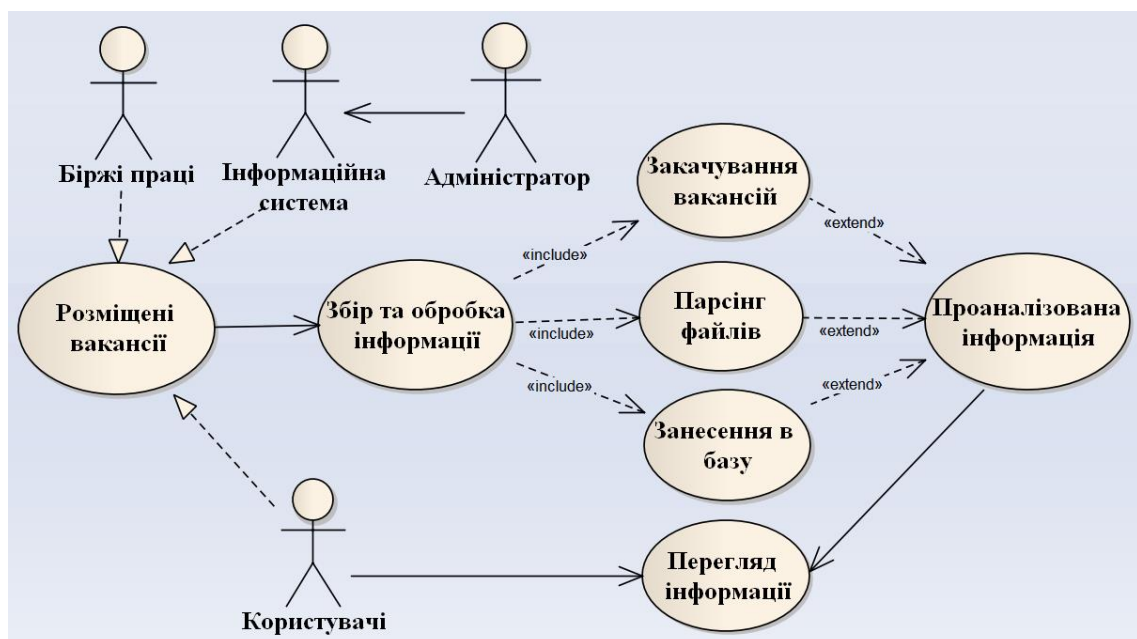 Біржі праці
Інформаційна
система
Адміністратор
Закачування
вакансій
«include»
«extend»
Розміщені
вакансії
Збір та обробка
інформації
«include»
Парсінг
файлів
«extend»
Проаналізована
інформація
«include»
«extend»
Занесення в
базу
Перегляд
інформації
Користувачі